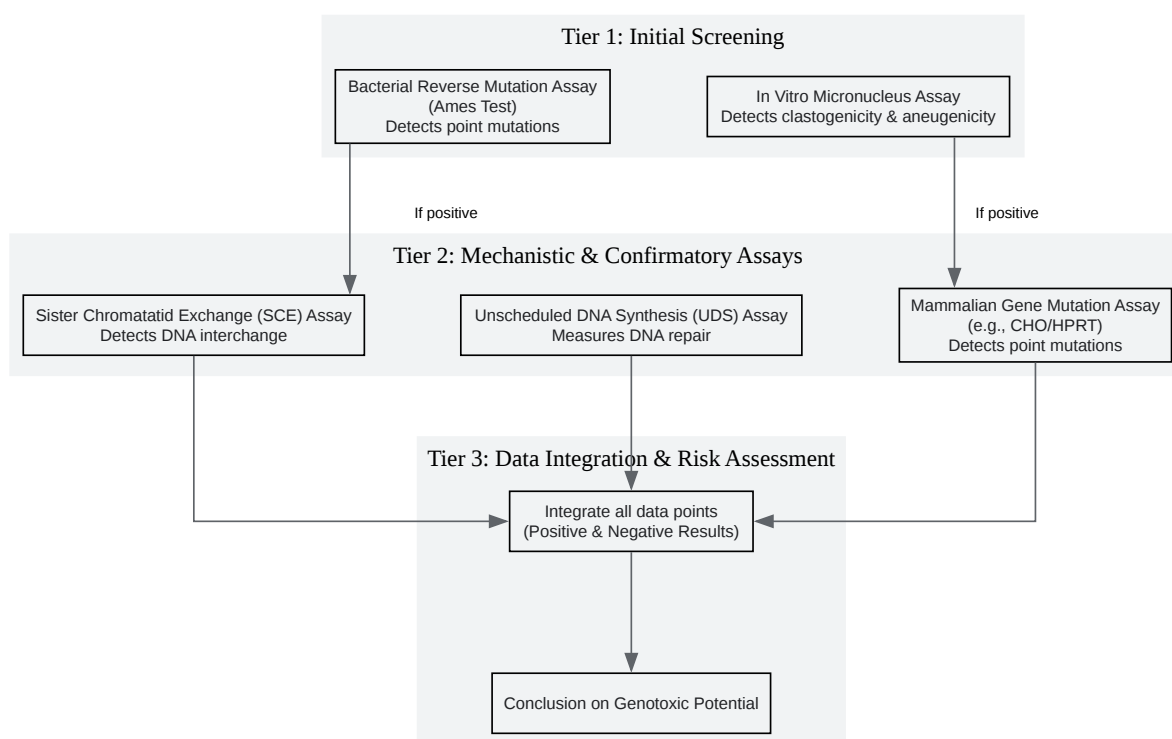 Tier 1: Initial Screening
Bacterial Reverse Mutation Assay
(Ames Test)
Detects point mutations
In Vitro Micronucleus Assay
Detects clastogenicity & aneugenicity
If positive
If positive
Tier 2: Mechanistic & Confirmatory Assays
Sister Chromatatid Exchange (SCE) Assay
Detects DNA interchange
Unscheduled DNA Synthesis (UDS) Assay
Measures DNA repair
Mammalian Gene Mutation Assay
(e.g., CHO/HPRT)
Detects point mutations
Tier 3: Data Integration & Risk Assessment
Integrate all data points
(Positive & Negative Results)
Conclusion on Genotoxic Potential